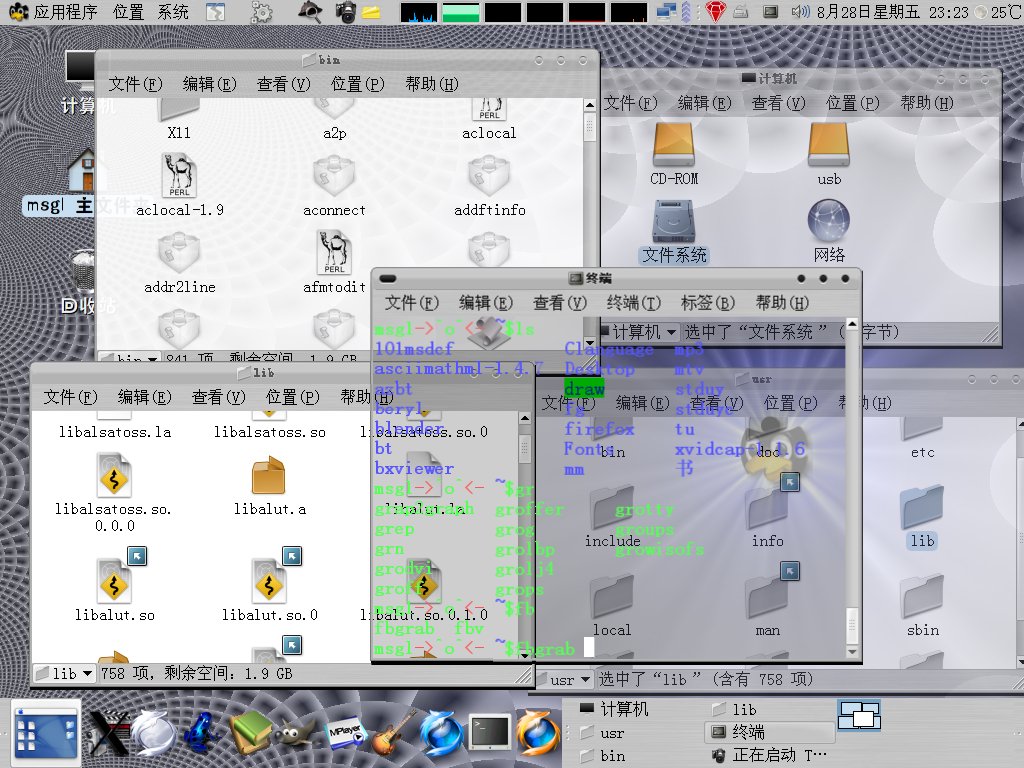 应用程序 位置 系统 8月28日星期五 23:23 25℃
计算机
msgl 主文件夹
回收站
bin
文件(F) 编辑(E) 查看(V) 位置(P) 帮助(H)
X11 a2p aclocal
PERL
aclocal-1.9 aconnect addftinfo
PERL
addr2line afmtodit
PERL
bin 841 项, 剩余空间 1.9 GB
计算机
文件(F) 编辑(E) 查看(V) 位置(P) 帮助(H)
CD-ROM usb
文件系统 网络
计算机 选中了“文件系统 ” ( 字节)
lib
文件(F) 编辑(E) 查看(V) 位置(P) 帮助(H)
libalsatoss.la libalsatoss.so libalsatoss.so.0
libalsatoss.so.0.0.0 libalut.a libalut.la
libalut.so libalut.so.0 libalut.so.0.1.0
lib 758 项, 剩余空间: 1.9 GB
终端
文件(F) 编辑(E) 查看(V) 终端(T) 标签(B) 帮助(H)
msgl->~o~<- ~$ls
101msdcf Clanguage mp3
asciimathml-1.4.7 Desktop mtv
asbt draw stduy
beryl fg stduyc
blender firefox tu
bt Fonts xvidcap-1.1.6
bxviewer mm 书
msgl->~o~<- ~$gr
grap2graph groffer grotty
grep grog groups
grn grolbp growisofs
grodvi grolj4
groff grops
msgl->~o~<- ~$fb
fbgrab fbv
msgl->~o~<- ~$fbgrab
usr
文件(F) 编辑(E) 查看(V) 位置(P) 帮助(H)
bin doc etc
include info lib
local man sbin
usr 选中了“lib ” (含有 758 项)
MPlayer
计算机 lib
usr 终端
bin 正在启动 T…